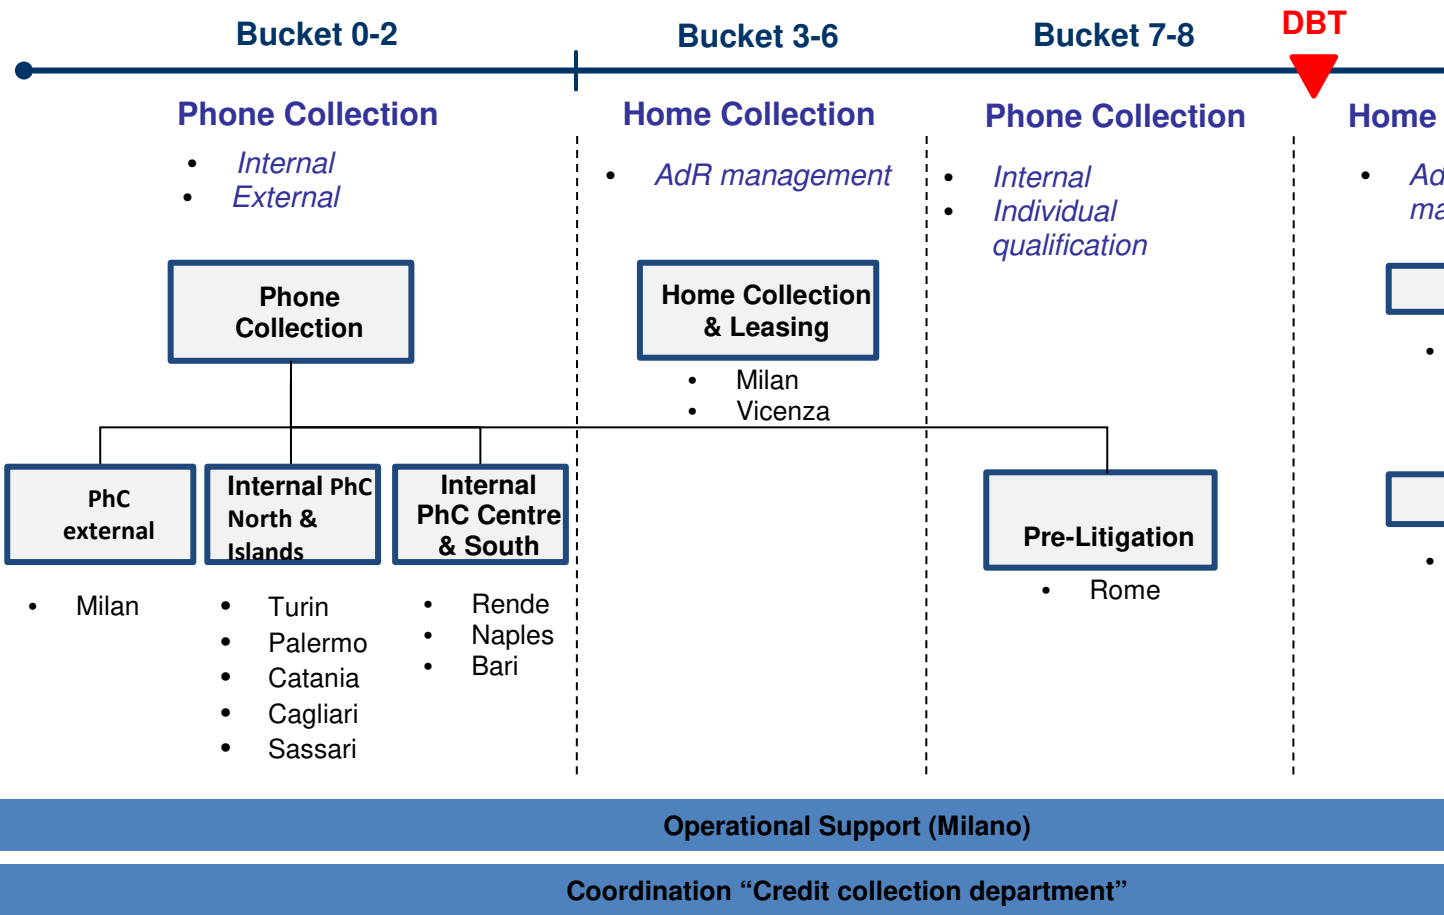 Bucket 0-2
Bucket 3-6
Bucket 7-8
DBT
Phone Collection
• Internal
• External
Home Collection
• AdR management
Phone Collection
• Internal
• Individual
qualification
Home
•
Phone
Collection
Home Collection
& Leasing
• Milan
• Vicenza
PhC
external
Internal PhC
North &
Islands
Internal
PhC Centre
& South
Pre-Litigation
• Milan
• Turin
• Palermo
• Catania
• Cagliari
• Sassari
• Rende
• Naples
• Bari
• Rome
Operational Support (Milano)
Coordination “Credit collection department”